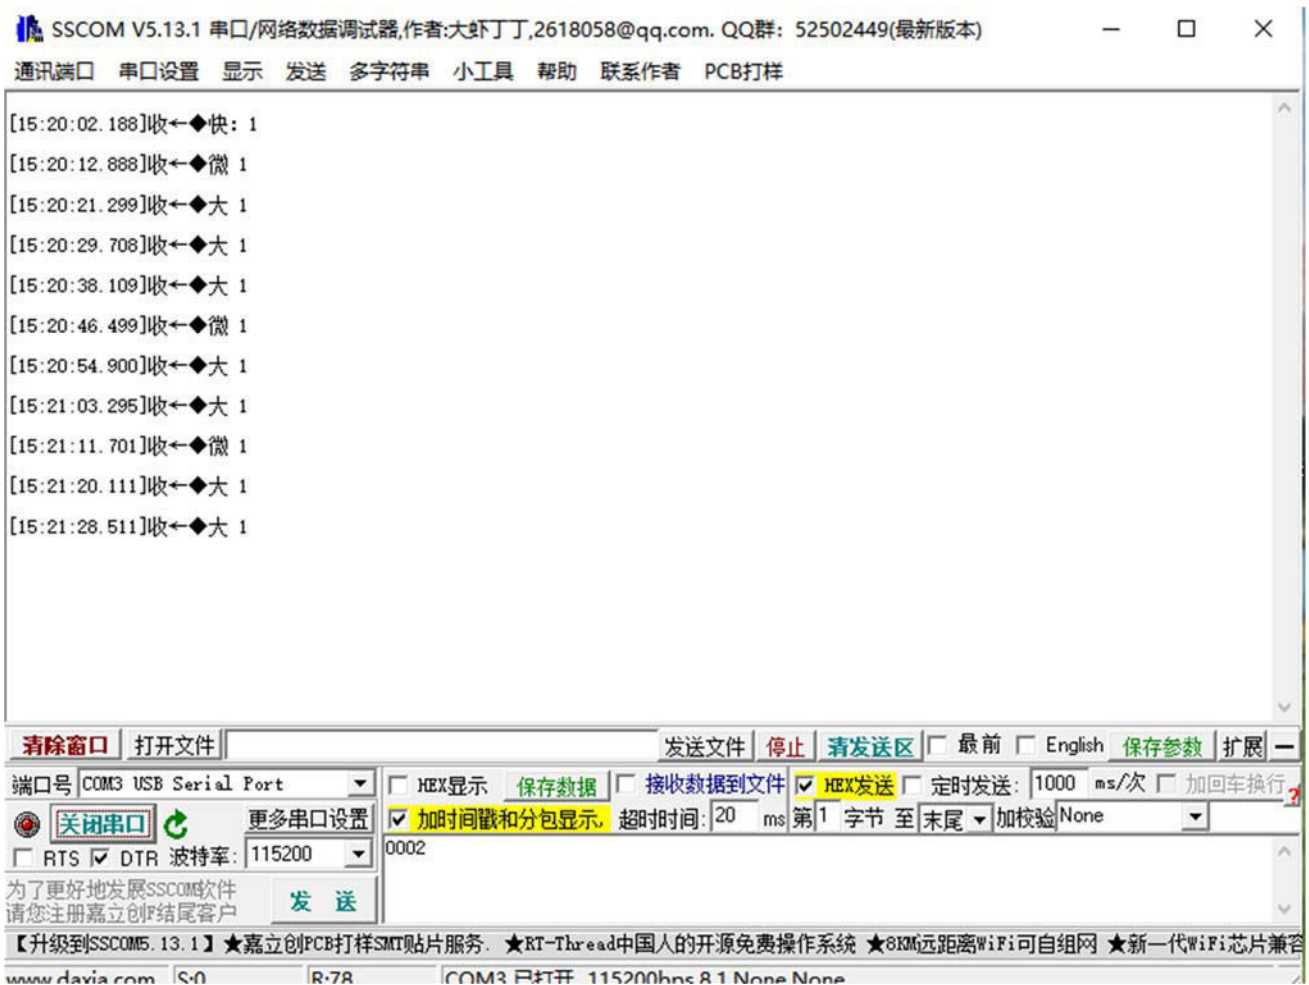 SSCOM V5.13.1 串口/网络数据调试器,作者:大虾丁丁,2618058@qq.com. QQ群: 52502449(最新版本)
通讯端口 串口设置 显示 发送 多字符串 小工具 帮助 联系作者 PCB打样
[15:20:02.188]收←◆快: 1
[15:20:12.888]收←◆微 1
[15:20:21.299]收←◆大 1
[15:20:29.708]收←◆大 1
[15:20:38.109]收←◆大 1
[15:20:46.499]收←◆微 1
[15:20:54.900]收←◆大 1
[15:21:03.295]收←◆大 1
[15:21:11.701]收←◆微 1
[15:21:20.111]收←◆大 1
[15:21:28.511]收←◆大 1
清除窗口 打开文件 发送文件 停止 清发送区 最前 English 保存参数 扩展 —
端口号 COM3 USB Serial Port HEX显示 保存数据 接收数据到文件 HEX发送 定时发送: 1000 ms/次 加回车换行 ?
关闭串口 更多串口设置 加时间戳和分包显示, 超时时间: 20 ms 第1 字节 至 末尾 加校验None
RTS DTR 波特率: 115200 0002
为了更好地发展SSCOM软件
请您注册嘉立创F结尾客户 发 送
【升级到SSCOM5.13.1】★嘉立创PCB打样SMT贴片服务. ★RT-Thread中国人的开源免费操作系统 ★8KM远距离WiFi可自组网 ★新一代WiFi芯片兼容
www.daxia.com S:0 R:78 COM3 已打开 115200bps,8,1,None,None